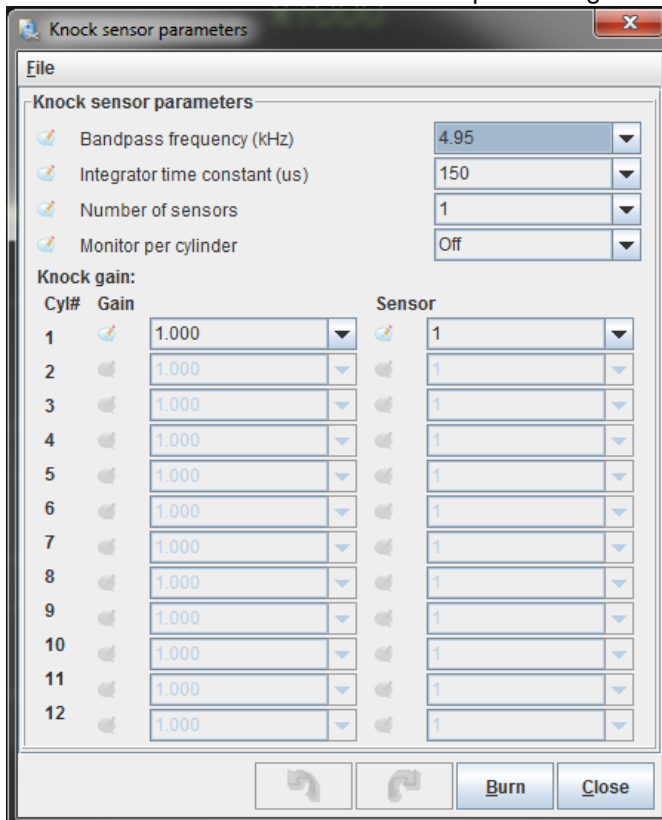 Knock sensor parameters
File
Knock sensor parameters
Bandpass frequency (kHz) 4.95
Integrator time constant (us) 150
Number of sensors 1
Monitor per cylinder Off
Knock gain:
Cyl# Gain Sensor
1 1.000 1
2 1.000 1
3 1.000 1
4 1.000 1
5 1.000 1
6 1.000 1
7 1.000 1
8 1.000 1
9 1.000 1
10 1.000 1
11 1.000 1
12 1.000 1
Burn Close